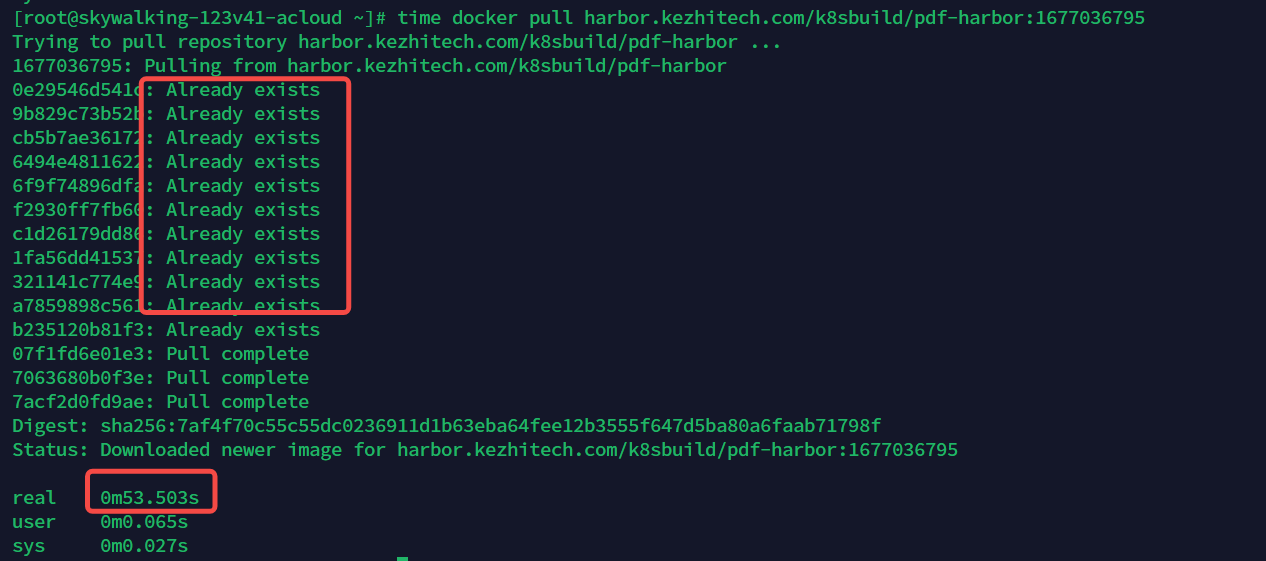 [root@skywalking-123v41-acloud ~]# time docker pull harbor.kezhitech.com/k8sbuild/pdf-harbor:1677036795
Trying to pull repository harbor.kezhitech.com/k8sbuild/pdf-harbor ...
1677036795: Pulling from harbor.kezhitech.com/k8sbuild/pdf-harbor
0e29546d541c: Already exists
9b829c73b52b: Already exists
cb5b7ae36172: Already exists
6494e4811622: Already exists
6f9f74896dfa: Already exists
f2930ff7fb60: Already exists
c1d26179dd86: Already exists
1fa56dd41537: Already exists
321141c774e9: Already exists
a7859898c561: Already exists
b235120b81f3: Already exists
07f1fd6e01e3: Pull complete
7063680b0f3e: Pull complete
7acf2d0fd9ae: Pull complete
Digest: sha256:7af4f70c55c55dc0236911d1b63eba64fee12b3555f647d5ba80a6faab71798f
Status: Downloaded newer image for harbor.kezhitech.com/k8sbuild/pdf-harbor:1677036795
real 0m53.503s
user 0m0.065s
sys 0m0.027s